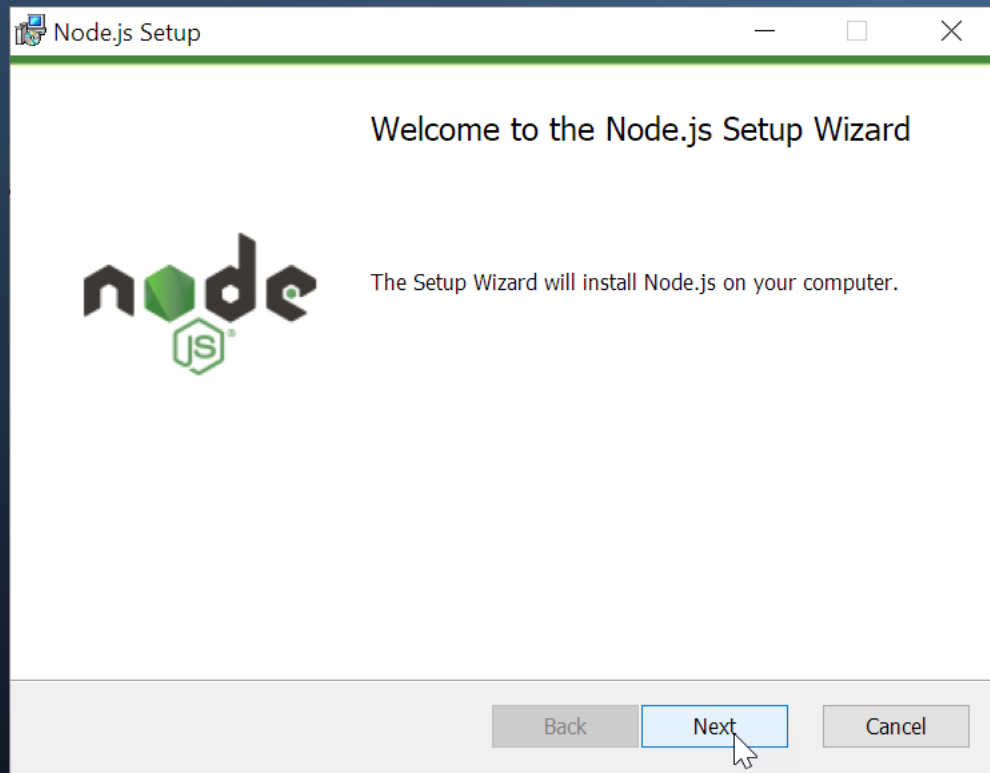 Node.js Setup
Welcome to the Node.js Setup Wizard
node
JS®
The Setup Wizard will install Node.js on your computer.
Back
Next
Cancel